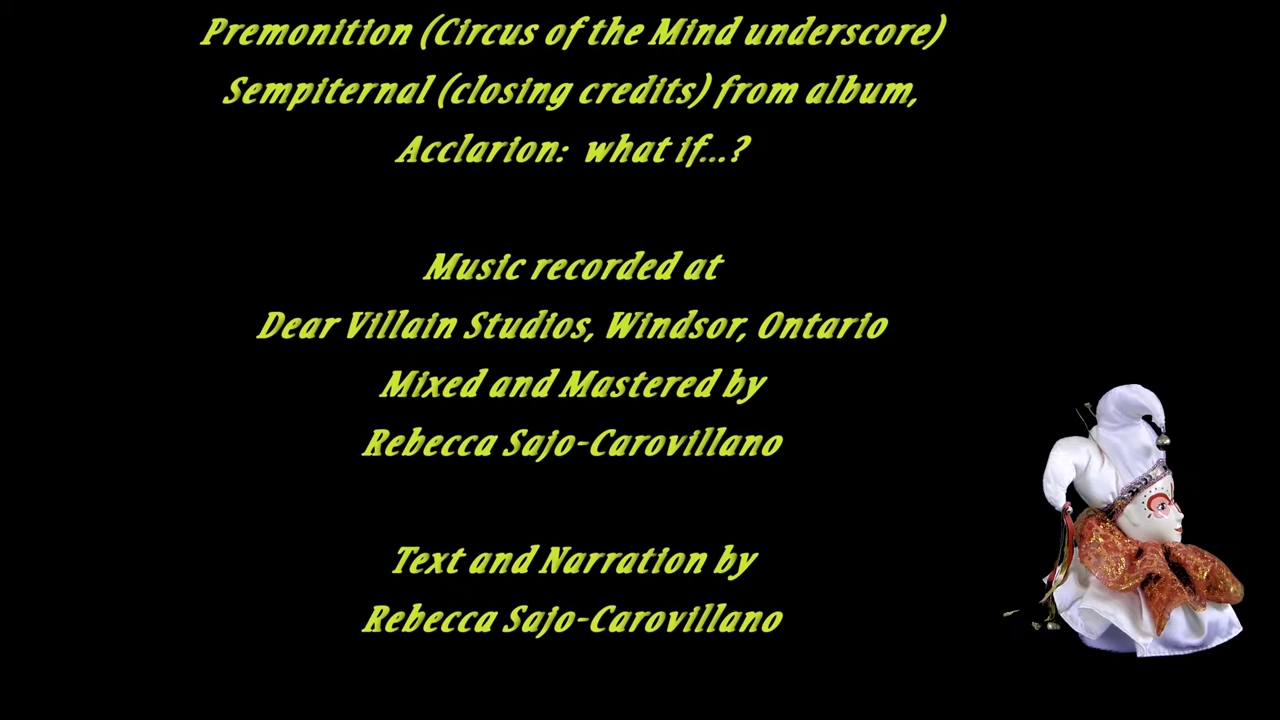 Premonition (Circus of the Mind underscore)
Sempiternal (closing credits) from album,
Acclarion:  what if...?
Music recorded at
Dear Villain Studios, Windsor, Ontario
Mixed and Mastered by
Rebecca Sajo-Carovillano
Text and Narration by
Rebecca Sajo-Carovillano